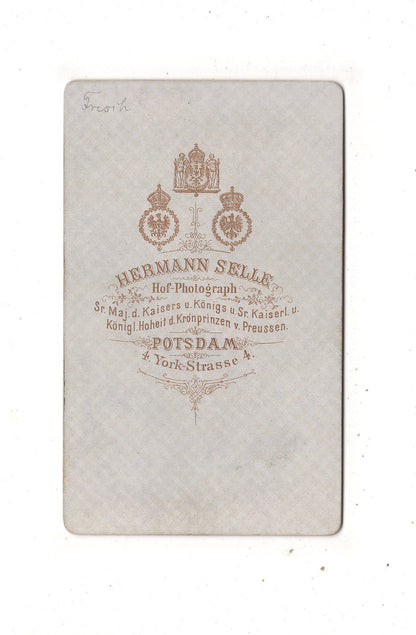 HERMANN SELLE
Hof-Photograph
Sr. Maj. d. Kaisers u. Königs u. Sr. Kaiserl. u.
Königl. Hoheit d. Kronprinzen v. Preussen.
POTSDAM
4. York-Strasse 4.